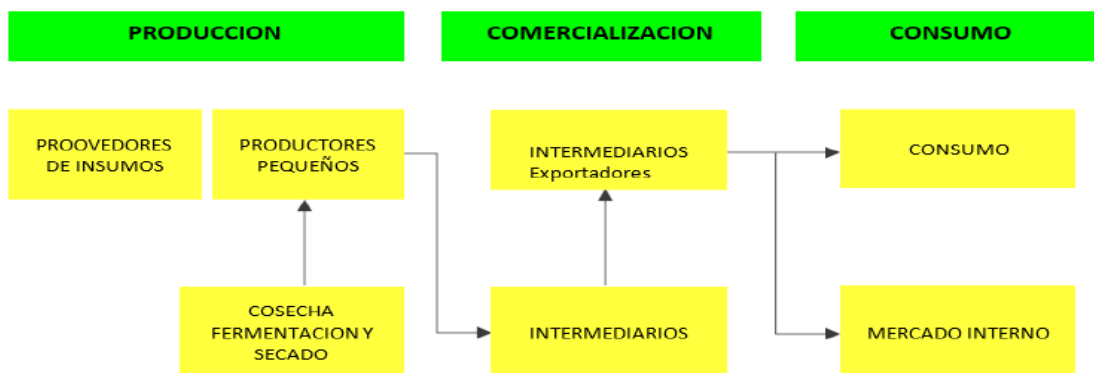 PRODUCCION
COMERCIALIZACION
CONSUMO
PROOVEDORES
DE INSUMOS
PRODUCTORES
PEQUEÑOS
INTERMEDIARIOS
Exportadores
CONSUMO
COSECHA
FERMENTACION Y
SECADO
INTERMEDIARIOS
MERCADO INTERNO